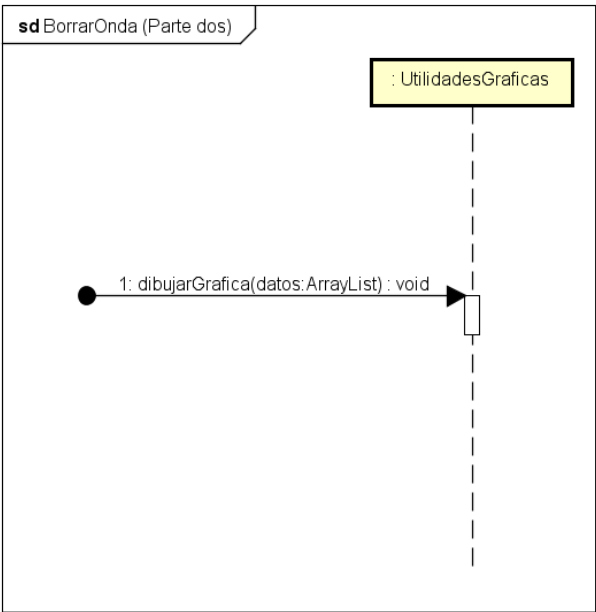 sd BorrarOnda (Parte dos)
: UtilidadesGraficas
1: dibujarGrafica(datos:ArrayList) : void